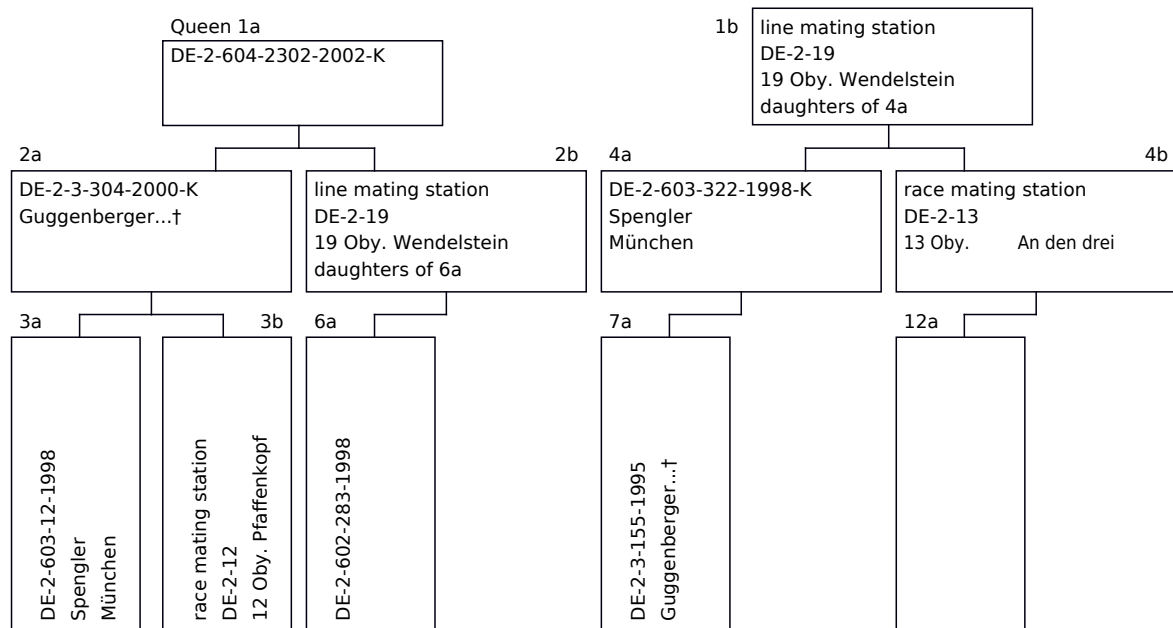 Queen 1a
DE-2-604-2302-2002-K
1b
line mating station
DE-2-19
19 Oby. Wendelstein
daughters of 4a
2a
DE-2-3-304-2000-K
Guggenberger...†
2b
line mating station
DE-2-19
19 Oby. Wendelstein
daughters of 6a
4a
DE-2-603-322-1998-K
Spengler
München
4b
race mating station
DE-2-13
13 Oby. An den drei
3a
DE-2-603-12-1998
Spengler
München
3b
race mating station
DE-2-12
12 Oby. Pfaffenkopf
6a
DE-2-602-283-1998
7a
DE-2-3-155-1995
Guggenberger...†
12a